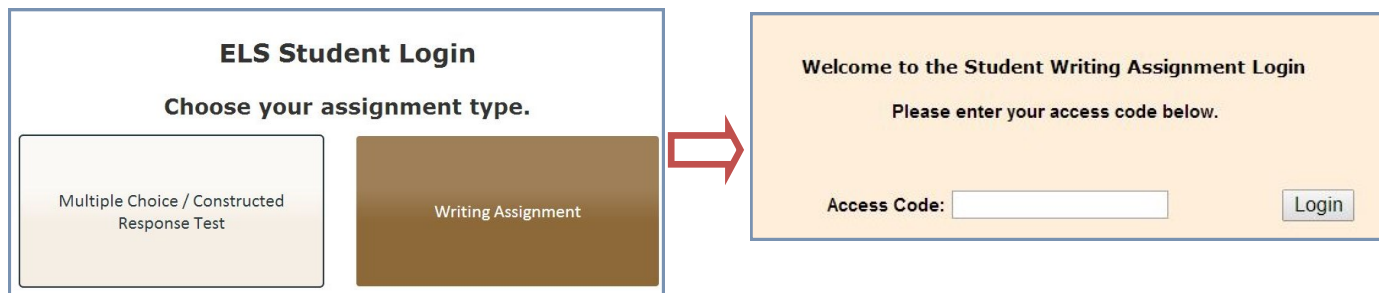 ELS Student Login
Choose your assignment type.
Multiple Choice / Constructed
Response Test
Writing Assignment
Welcome to the Student Writing Assignment Login
Please enter your access code below.
Access Code:
Login